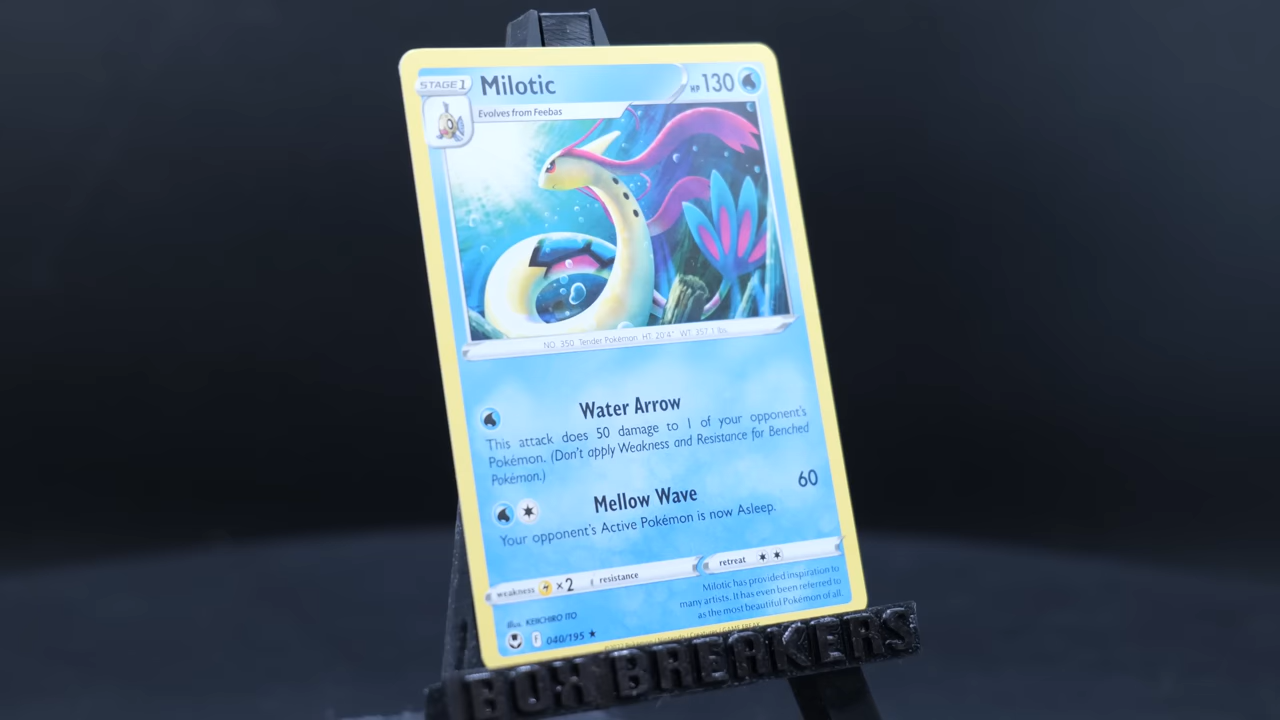 STAGE 1
Milotic
HP 130
Evolves from Feebas
NO. 350 Tender Pokémon HT: 20'4" WT: 357.1 lbs.
Water Arrow
This attack does 50 damage to 1 of your opponent's
Pokémon. (Don't apply Weakness and Resistance for Benched
Pokémon.)
Mellow Wave 60
Your opponent's Active Pokémon is now Asleep.
weakness ×2 resistance retreat
Milotic has provided inspiration to
many artists. It has even been referred to
as the most beautiful Pokémon of all.
Illus. KEIICHIRO ITO
F 040/195
BOX BREAKERS